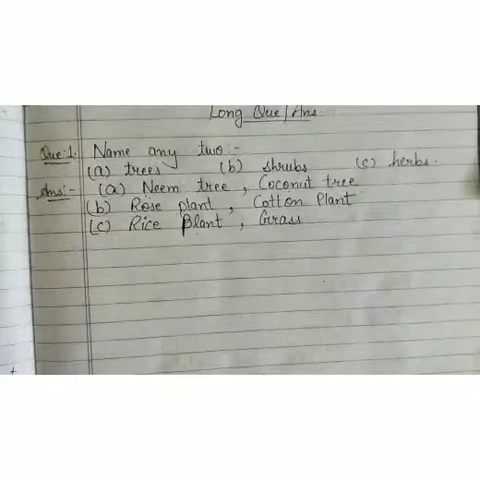 Long Que/Ans.
Que:1. Name any two:-
(a) trees (b) shrubs (c) herbs.
Ans:- (a) Neem tree, Coconut tree
(b) Rose plant, Cotton Plant
(c) Rice Plant, Grass